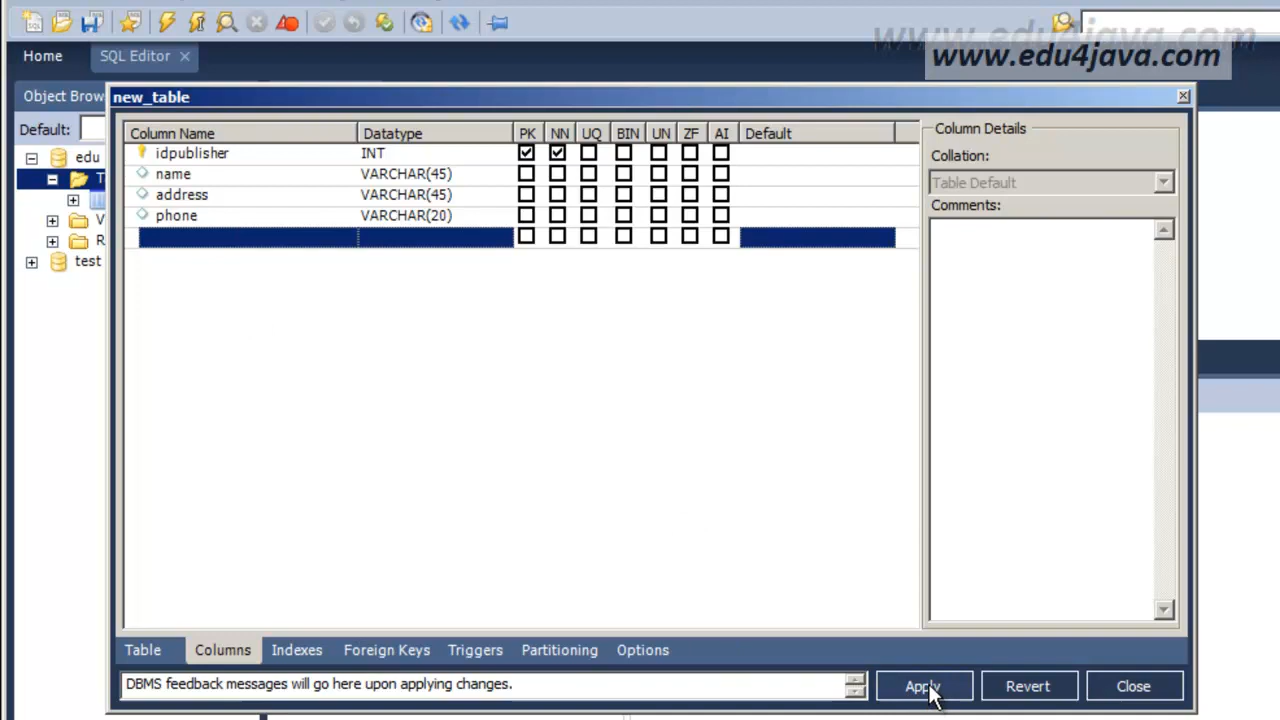 www.edu4java.com
www.edu4java.com
Home
SQL Editor
Object Brow
new_table
Default:
edu
T
V
R
test
Column Name Datatype PK NN UQ BIN UN ZF AI Default
idpublisher INT
name VARCHAR(45)
address VARCHAR(45)
phone VARCHAR(20)
Column Details
Collation:
Table Default
Comments:
Table Columns Indexes Foreign Keys Triggers Partitioning Options
DBMS feedback messages will go here upon applying changes.
Apply Revert Close